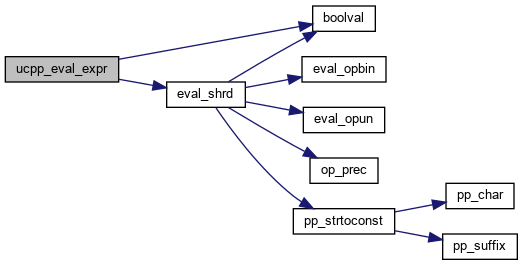 ucpp_eval_expr
eval_shrd
boolval
eval_opbin
eval_opun
op_prec
pp_strtoconst
pp_char
pp_suffix